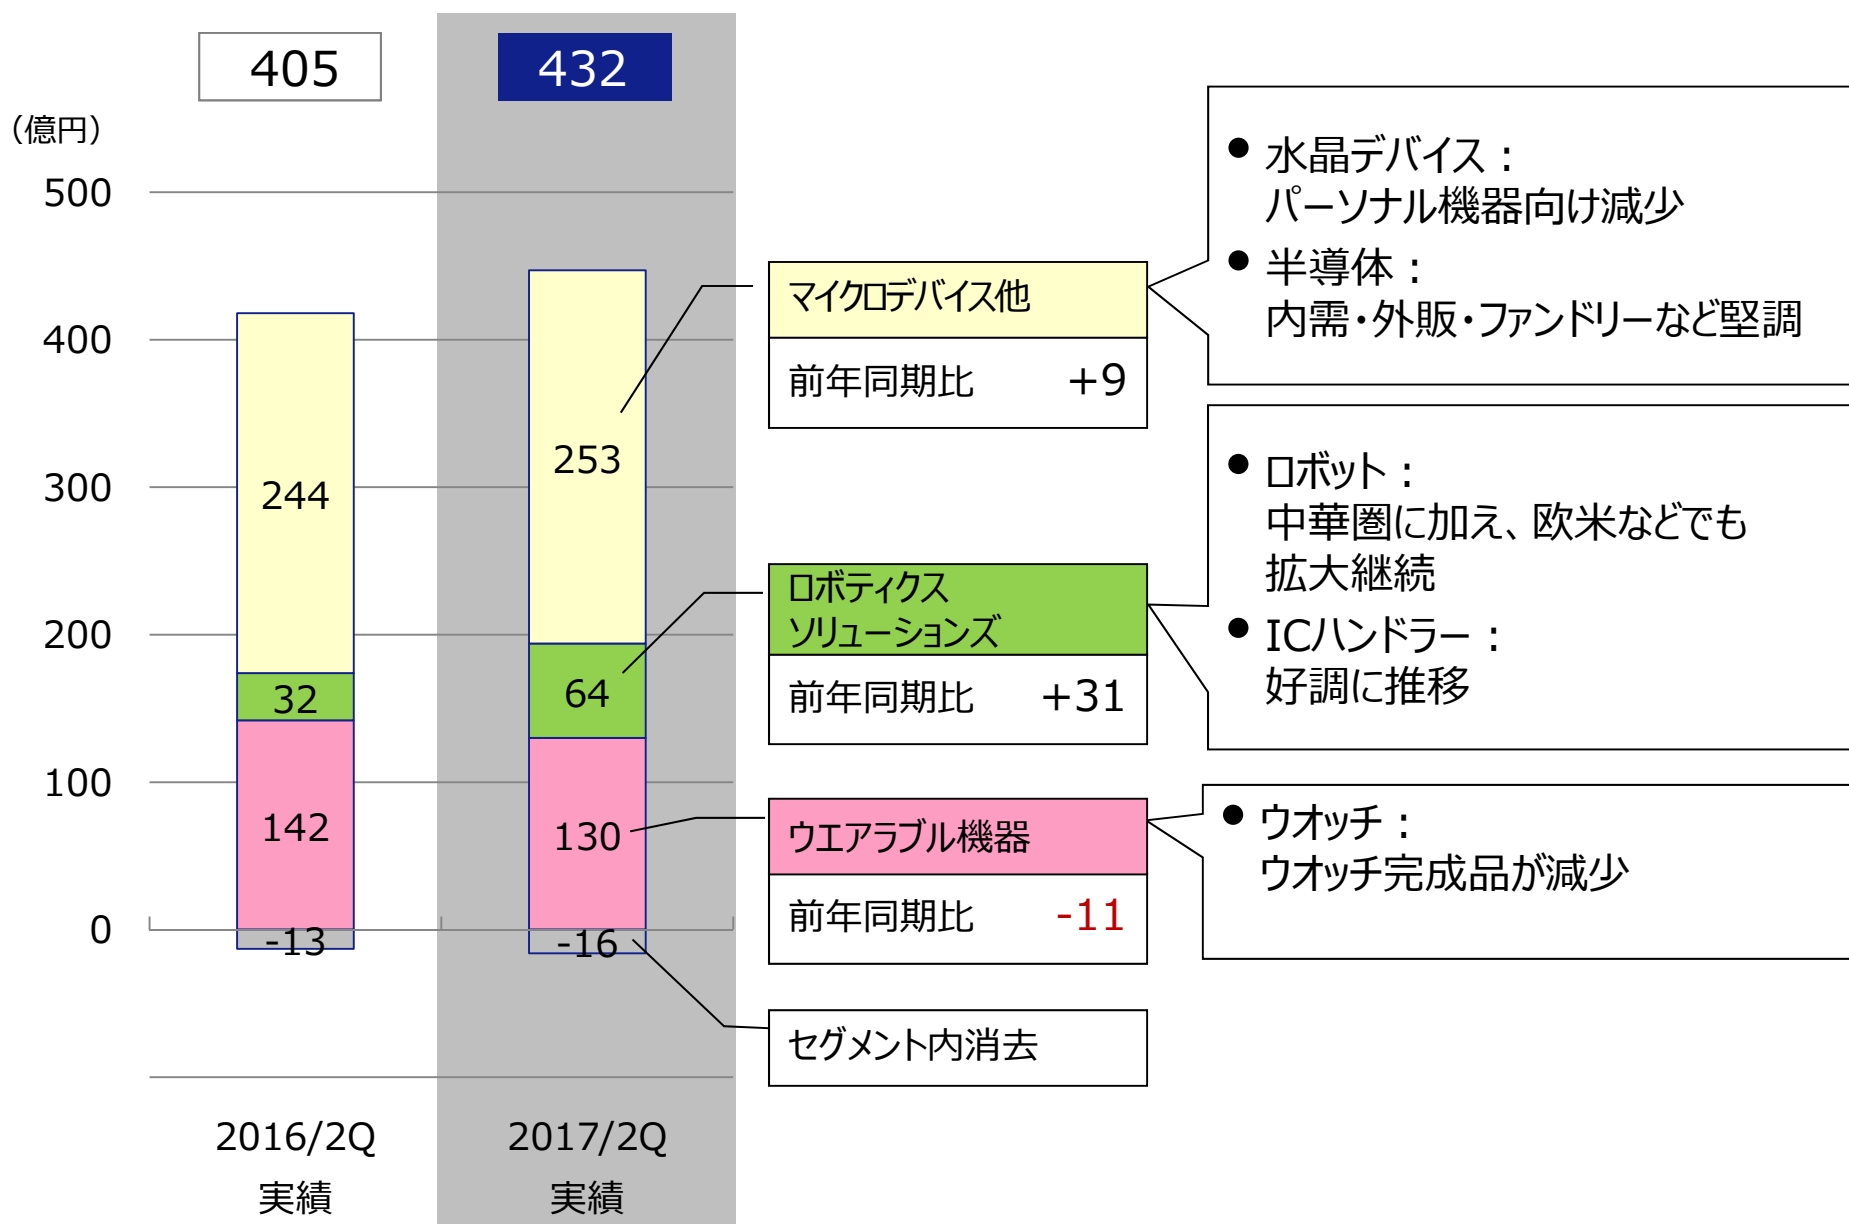 405
432
(億円)
500
400
300
200
100
0
244
32
142
-13
253
64
130
-16
2016/2Q
実績
2017/2Q
実績
マイクロデバイス他
前年同期比 +9
ロボティクス
ソリューションズ
前年同期比 +31
ウエアラブル機器
前年同期比 -11
セグメント内消去
● 水晶デバイス：
パーソナル機器向け減少
● 半導体：
内需・外販・ファンドリーなど堅調
● ロボット：
中華圏に加え、欧米などでも
拡大継続
● ICハンドラー：
好調に推移
● ウオッチ：
ウオッチ完成品が減少